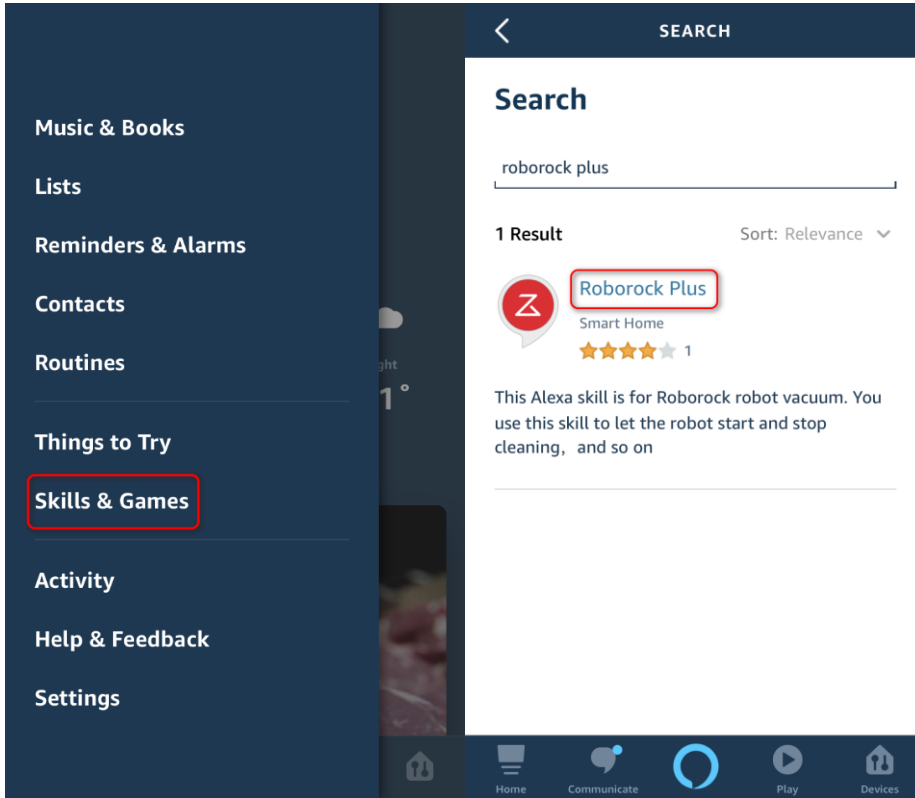 Music & Books
Lists
Reminders & Alarms
Contacts
Routines
Things to Try
Skills & Games
Activity
Help & Feedback
Settings
ght
1°
SEARCH
Search
roborock plus
1 Result
Sort: Relevance
Roborock Plus
Smart Home
1
This Alexa skill is for Roborock robot vacuum. You
use this skill to let the robot start and stop
cleaning，and so on
Home
Communicate
Play
Devices